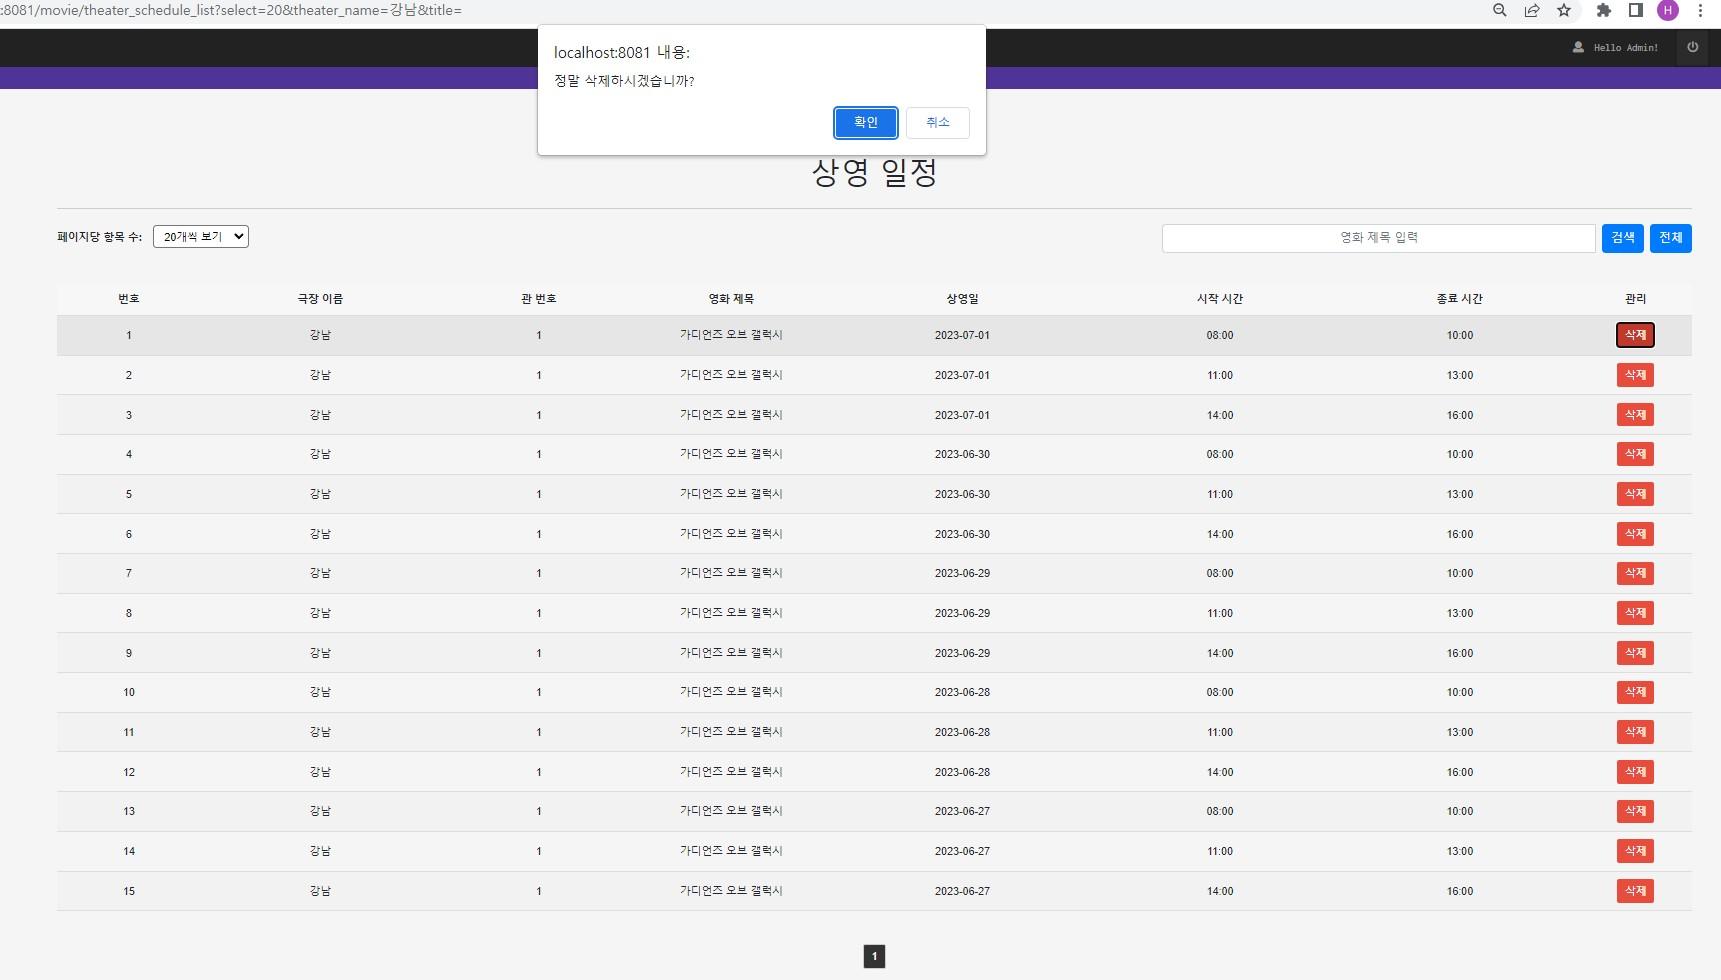 :8081/movie/theater_schedule_list?select=20&theater_name=강남&title=
H
Hello Admin!
localhost:8081 내용:
정말 삭제하시겠습니까?
확인 취소
상영 일정
페이지당 항목 수: 20개씩 보기 영화 제목 입력 검색 전체
번호 극장 이름 관 번호 영화 제목 상영일 시작 시간 종료 시간 관리
1 강남 1 가디언즈 오브 갤럭시 2023-07-01 08:00 10:00 삭제
2 강남 1 가디언즈 오브 갤럭시 2023-07-01 11:00 13:00 삭제
3 강남 1 가디언즈 오브 갤럭시 2023-07-01 14:00 16:00 삭제
4 강남 1 가디언즈 오브 갤럭시 2023-06-30 08:00 10:00 삭제
5 강남 1 가디언즈 오브 갤럭시 2023-06-30 11:00 13:00 삭제
6 강남 1 가디언즈 오브 갤럭시 2023-06-30 14:00 16:00 삭제
7 강남 1 가디언즈 오브 갤럭시 2023-06-29 08:00 10:00 삭제
8 강남 1 가디언즈 오브 갤럭시 2023-06-29 11:00 13:00 삭제
9 강남 1 가디언즈 오브 갤럭시 2023-06-29 14:00 16:00 삭제
10 강남 1 가디언즈 오브 갤럭시 2023-06-28 08:00 10:00 삭제
11 강남 1 가디언즈 오브 갤럭시 2023-06-28 11:00 13:00 삭제
12 강남 1 가디언즈 오브 갤럭시 2023-06-28 14:00 16:00 삭제
13 강남 1 가디언즈 오브 갤럭시 2023-06-27 08:00 10:00 삭제
14 강남 1 가디언즈 오브 갤럭시 2023-06-27 11:00 13:00 삭제
15 강남 1 가디언즈 오브 갤럭시 2023-06-27 14:00 16:00 삭제
1